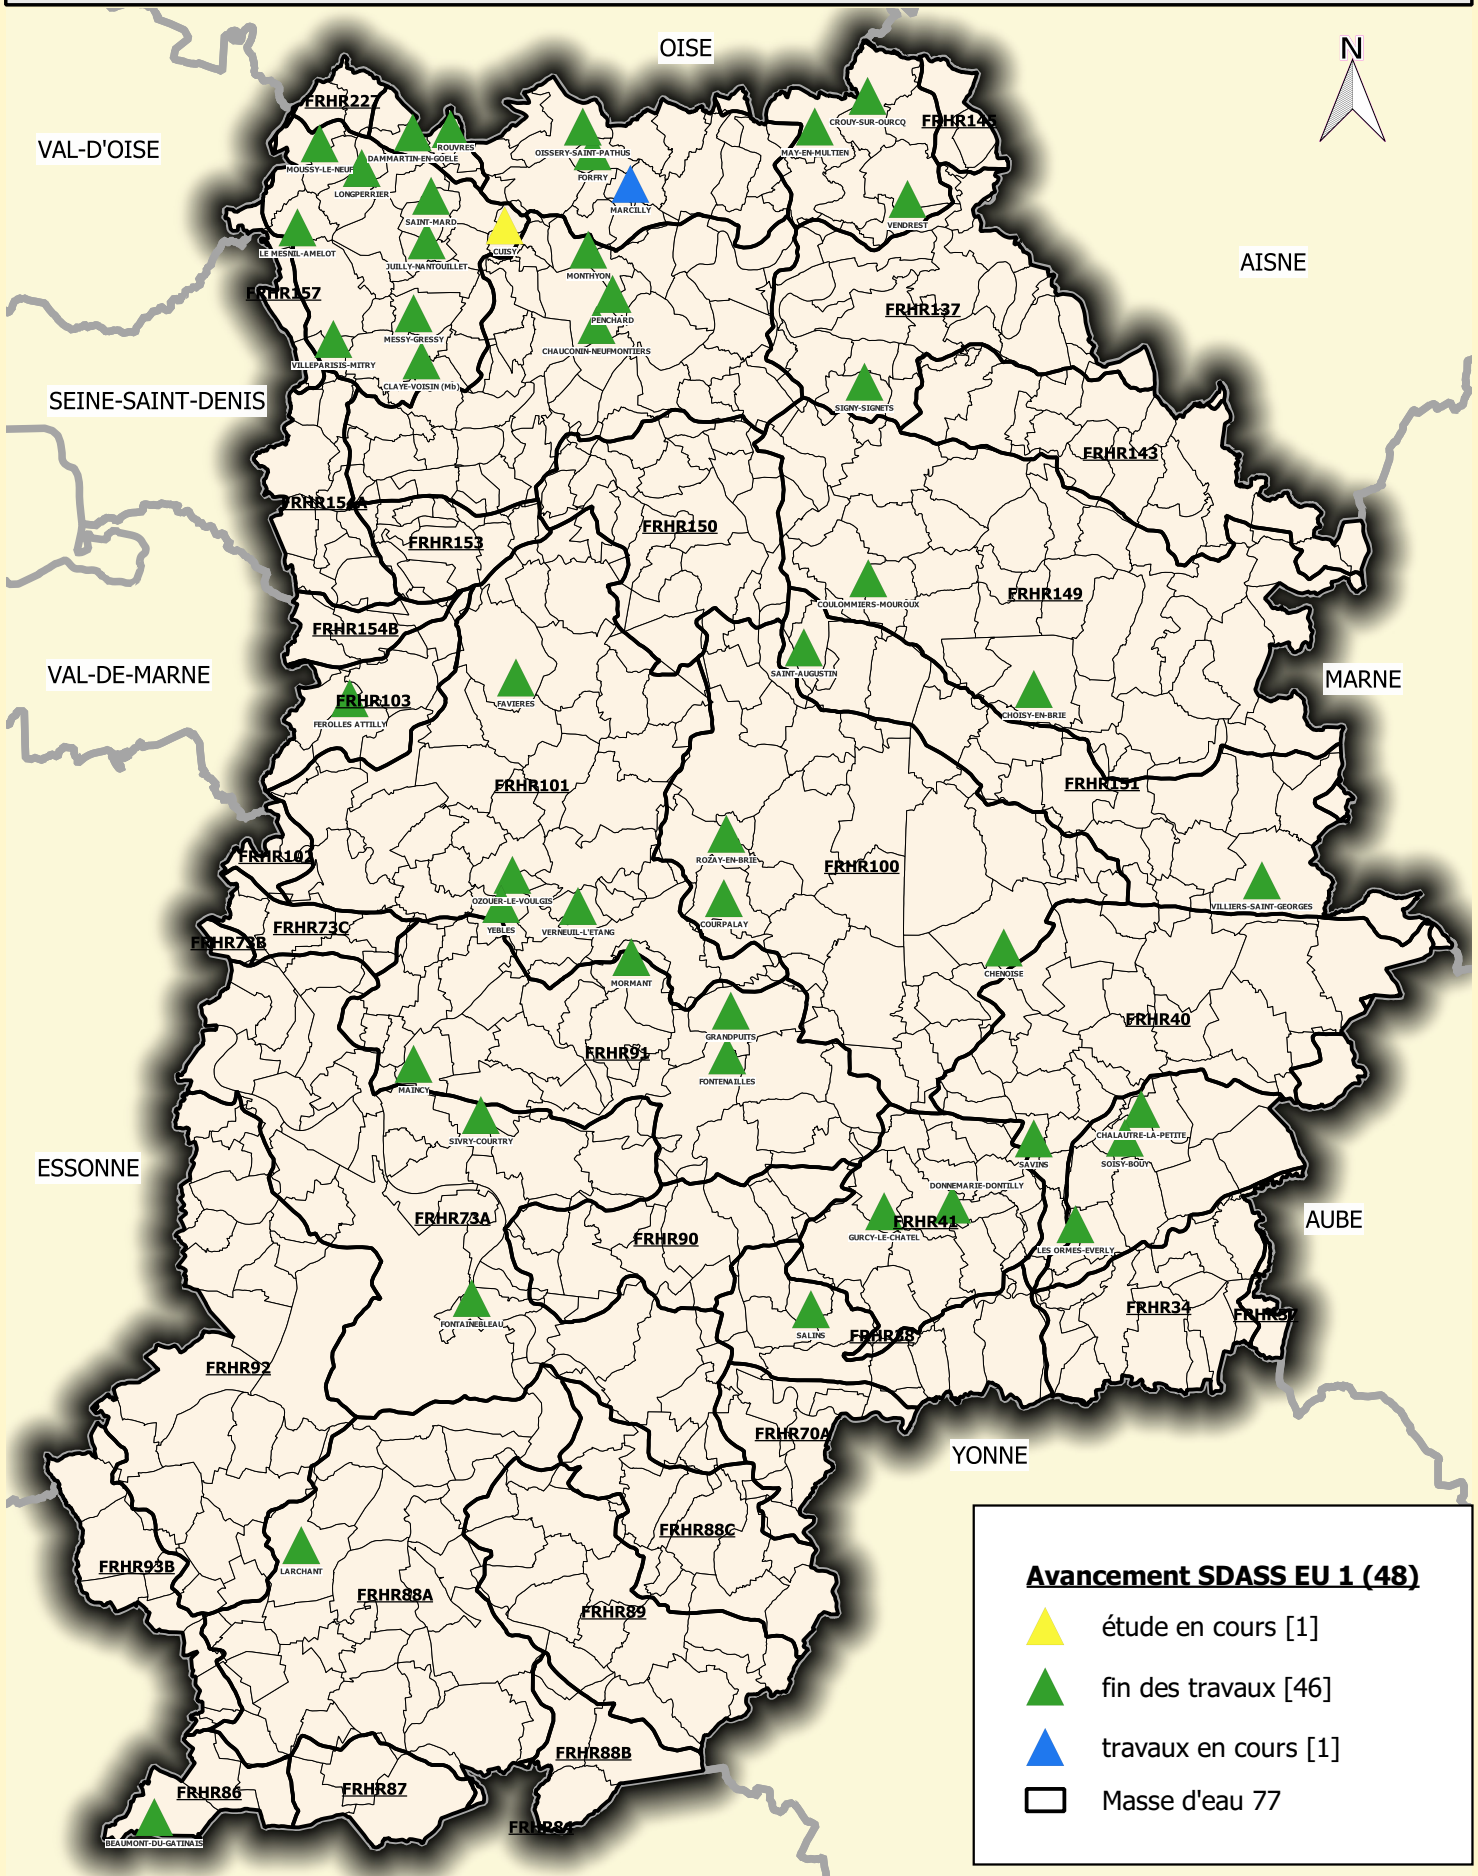 OISE
N
FRHR227
CROUY-SUR-OURCQ
FRHR145
VAL-D'OISE
ROUVRES
OISSERY-SAINT-PATHUS
MAY-EN-MULTIEN
DAMMARTIN-EN-GOËLE
MOUSSY-LE-NEUF
FORFRY
LONGPERRIER
MARCILLY
SAINT-MARD
VENDREST
LE MESNIL-AMELOT
CUISY
JUILLY-NANTOUILLET
AISNE
MONTHYON
FRHR157
FRHR137
PENCHARD
MESSY-GRESSY
CHAUCONIN-NEUFMONTIERS
VILLEPARISIS-MITRY
CLAYE-VOISIN (Mb)
SEINE-SAINT-DENIS
SIGNY-SIGNETS
FRHR143
FRHR154A
FRHR150
FRHR153
FRHR149
COULOMMIERS-MOUROUX
FRHR154B
VAL-DE-MARNE
SAINT-AUGUSTIN
MARNE
FRHR103
FAVIERES
CHOISY-EN-BRIE
FEROLLES ATTILLY
FRHR101
FRHR151
FRHR102
ROZAY-EN-BRIE
FRHR100
OZOUER-LE-VOULGIS
VILLIERS-SAINT-GEORGES
FRHR73C
YEBLES
VERNEUIL-L'ETANG
COURPALAY
FRHR73B
CHENOISE
MORMANT
FRHR40
GRANDPUITS
FRHR91
FONTENAILLES
MAINCY
SIVRY-COURTRY
CHALAUTRE-LA-PETITE
ESSONNE
SAVINS
SOISY-BOUY
DONNEMARIE-DONTILLY
FRHR73A
FRHR41
AUBE
FRHR90
GURCY-LE-CHATEL
LES ORMES-EVERLY
FRHR34
FRHR37
FONTAINEBLEAU
SALINS
FRHR38
FRHR92
FRHR70A
YONNE
FRHR88C
FRHR93B
LARCHANT
FRHR88A
FRHR89
FRHR88B
FRHR86
FRHR87
FRHR84
BEAUMONT-DU-GATINAIS
Avancement SDASS EU 1 (48)
étude en cours [1]
fin des travaux [46]
travaux en cours [1]
Masse d'eau 77